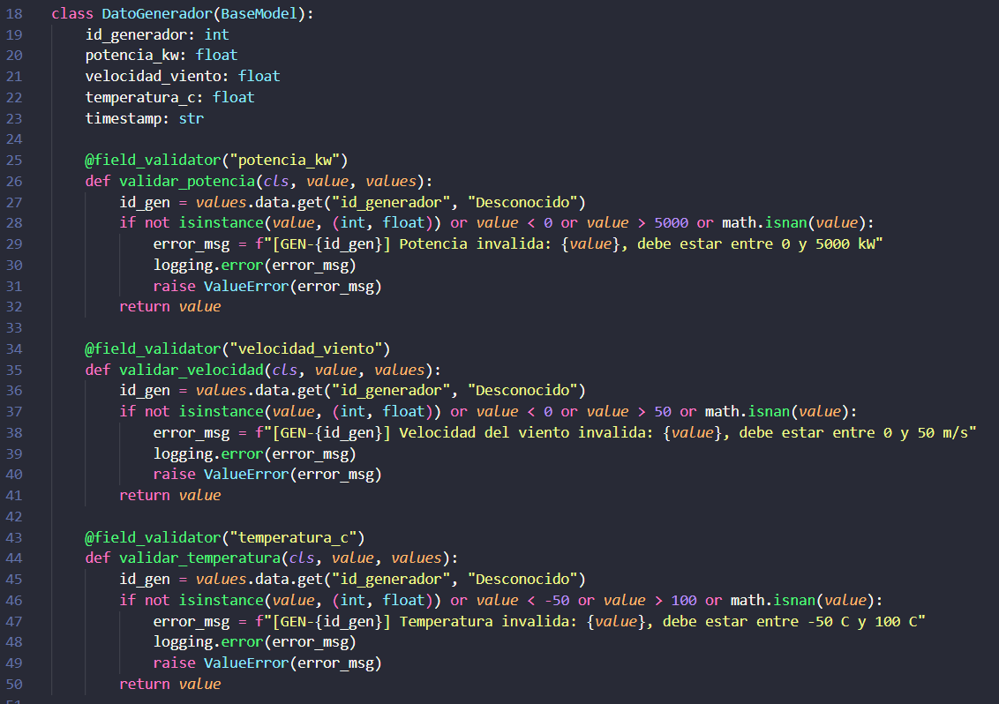 18 class DatoGenerador(BaseModel):
19     id_generador: int
20     potencia_kw: float
21     velocidad_viento: float
22     temperatura_c: float
23     timestamp: str
24
25     @field_validator("potencia_kw")
26     def validar_potencia(cls, value, values):
27         id_gen = values.data.get("id_generador", "Desconocido")
28         if not isinstance(value, (int, float)) or value < 0 or value > 5000 or math.isnan(value):
29             error_msg = f"[GEN-{id_gen}] Potencia invalida: {value}, debe estar entre 0 y 5000 kW"
30             logging.error(error_msg)
31             raise ValueError(error_msg)
32         return value
33
34     @field_validator("velocidad_viento")
35     def validar_velocidad(cls, value, values):
36         id_gen = values.data.get("id_generador", "Desconocido")
37         if not isinstance(value, (int, float)) or value < 0 or value > 50 or math.isnan(value):
38             error_msg = f"[GEN-{id_gen}] Velocidad del viento invalida: {value}, debe estar entre 0 y 50 m/s"
39             logging.error(error_msg)
40             raise ValueError(error_msg)
41         return value
42
43     @field_validator("temperatura_c")
44     def validar_temperatura(cls, value, values):
45         id_gen = values.data.get("id_generador", "Desconocido")
46         if not isinstance(value, (int, float)) or value < -50 or value > 100 or math.isnan(value):
47             error_msg = f"[GEN-{id_gen}] Temperatura invalida: {value}, debe estar entre -50 C y 100 C"
48             logging.error(error_msg)
49             raise ValueError(error_msg)
50         return value